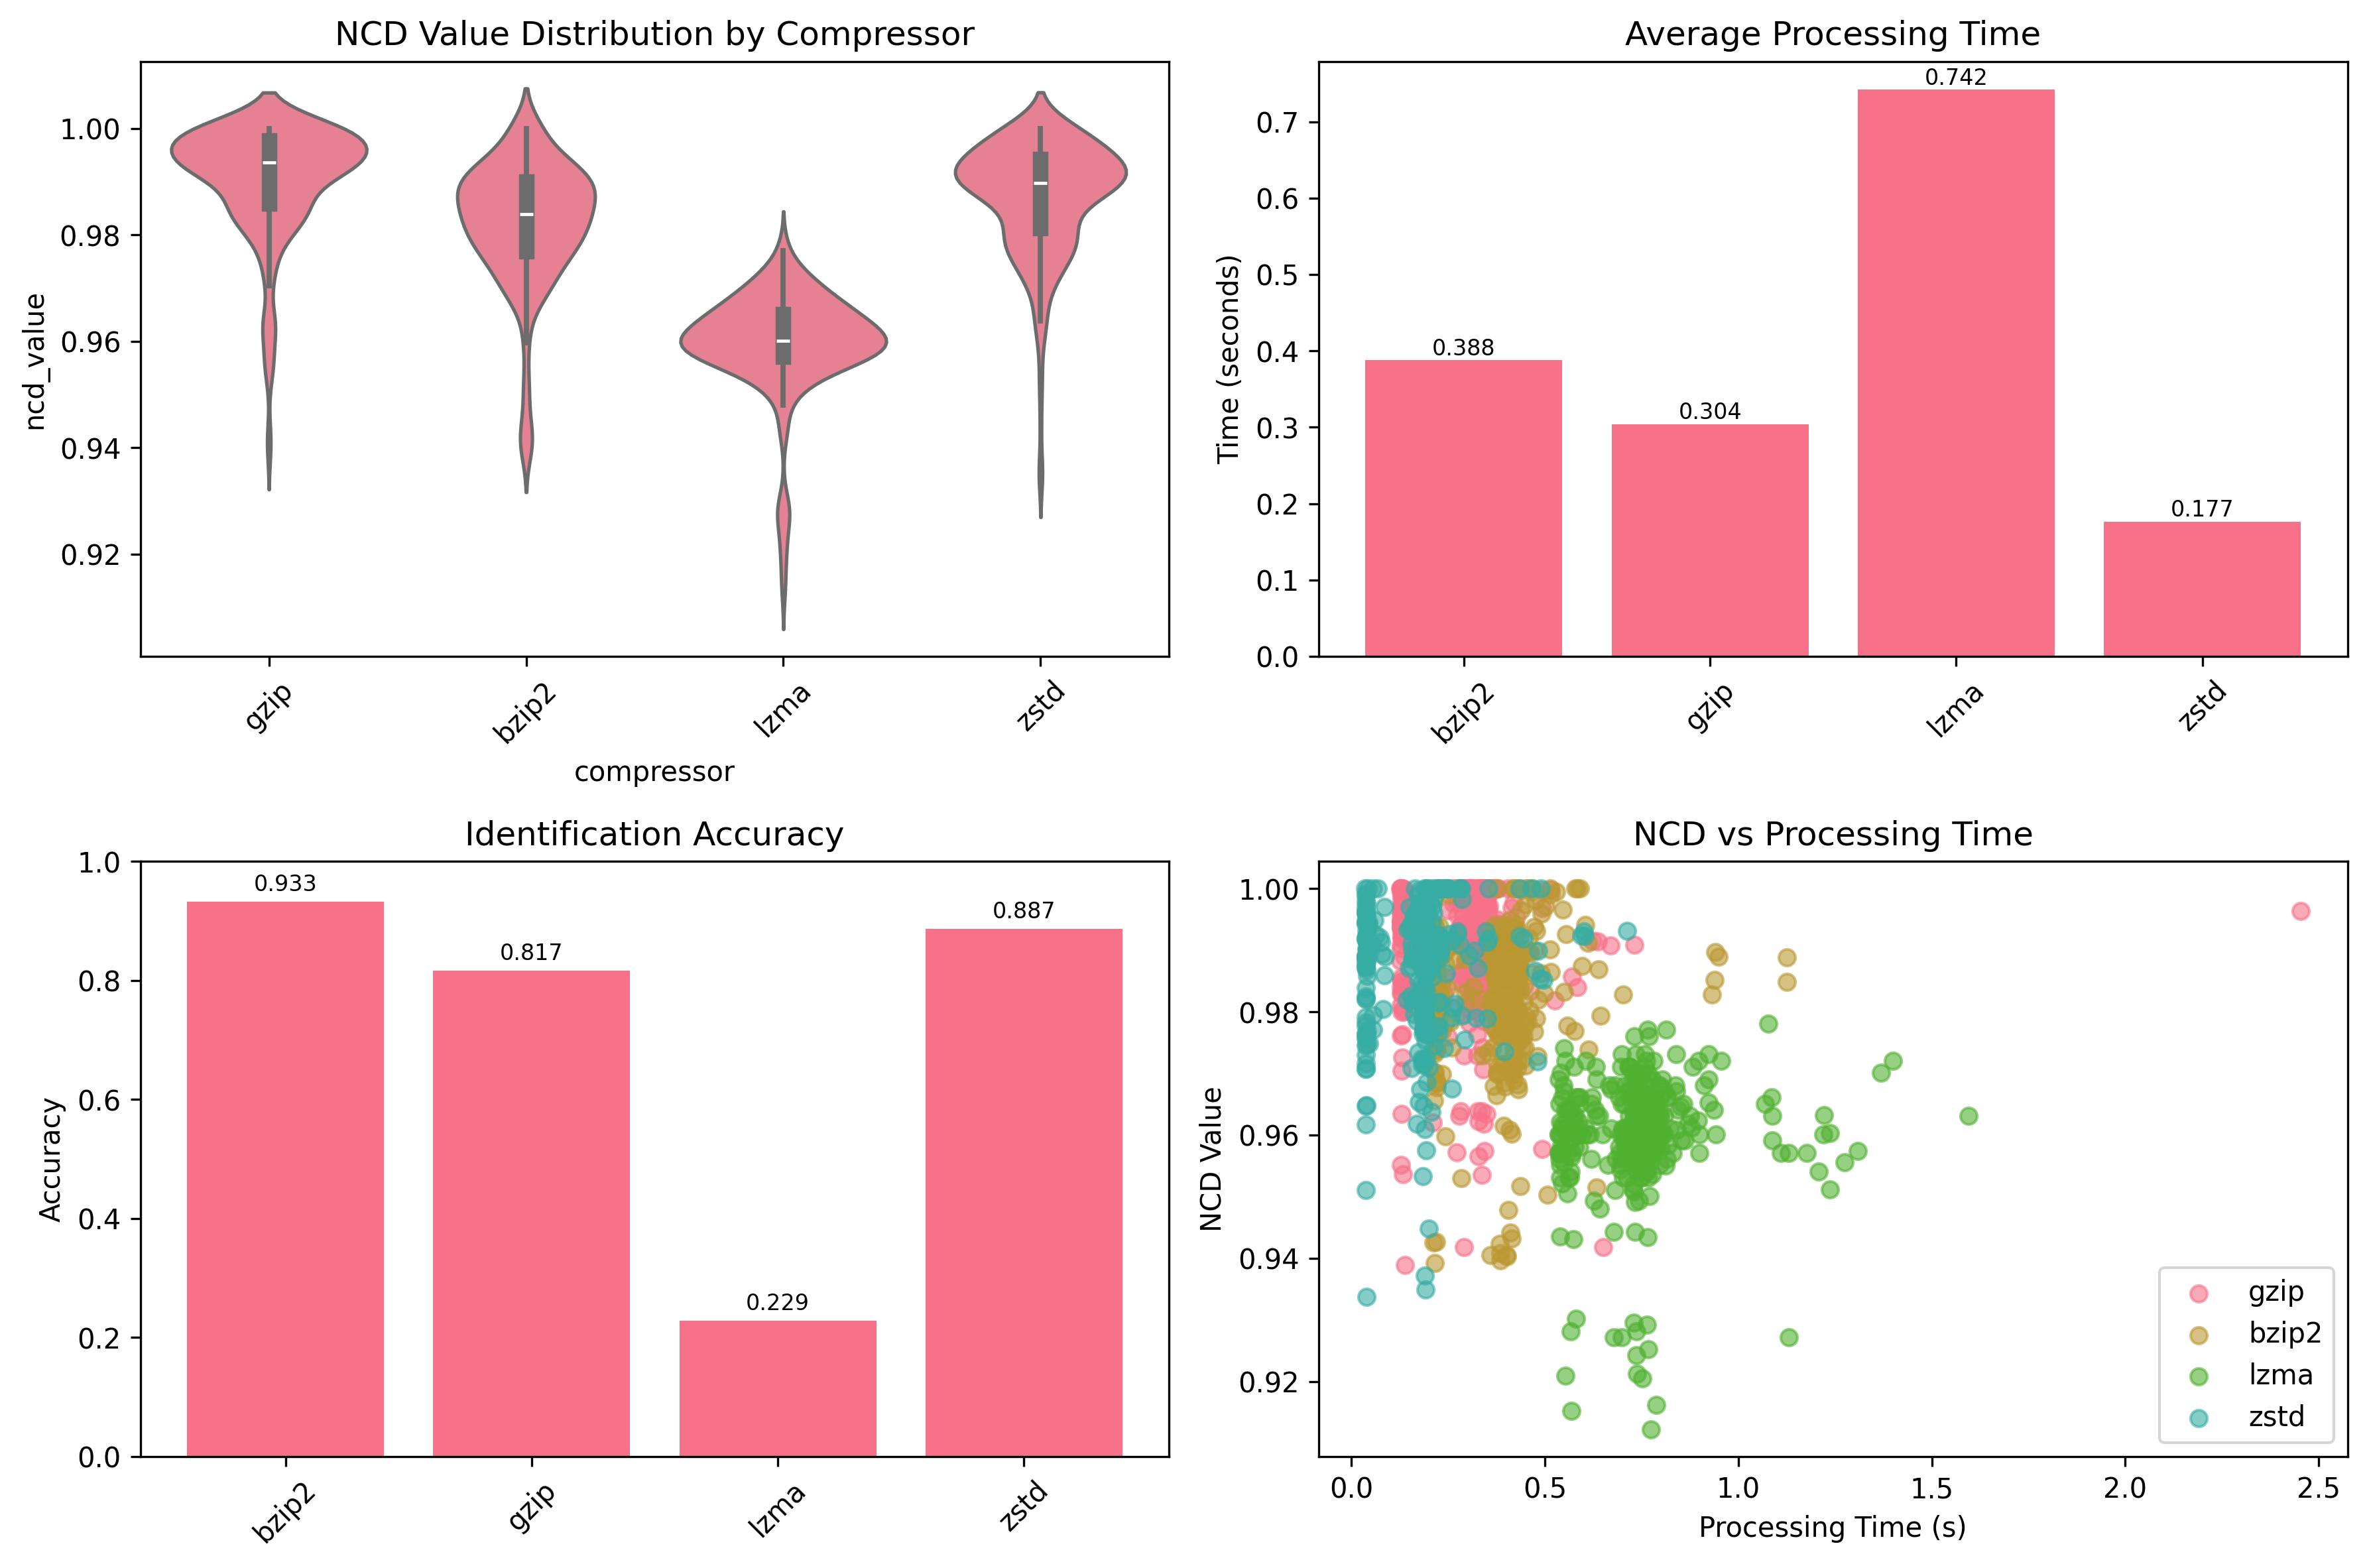 NCD Value Distribution by Compressor
ncd_value
1.00
0.98
0.96
0.94
0.92
gzip
bzip2
lzma
zstd
compressor
Average Processing Time
Time (seconds)
0.7
0.6
0.5
0.4
0.3
0.2
0.1
0.0
0.388
0.304
0.742
0.177
bzip2
gzip
lzma
zstd
Identification Accuracy
Accuracy
1.0
0.8
0.6
0.4
0.2
0.0
0.933
0.817
0.229
0.887
bzip2
gzip
lzma
zstd
NCD vs Processing Time
NCD Value
1.00
0.98
0.96
0.94
0.92
0.0
0.5
1.0
1.5
2.0
2.5
Processing Time (s)
gzip
bzip2
lzma
zstd